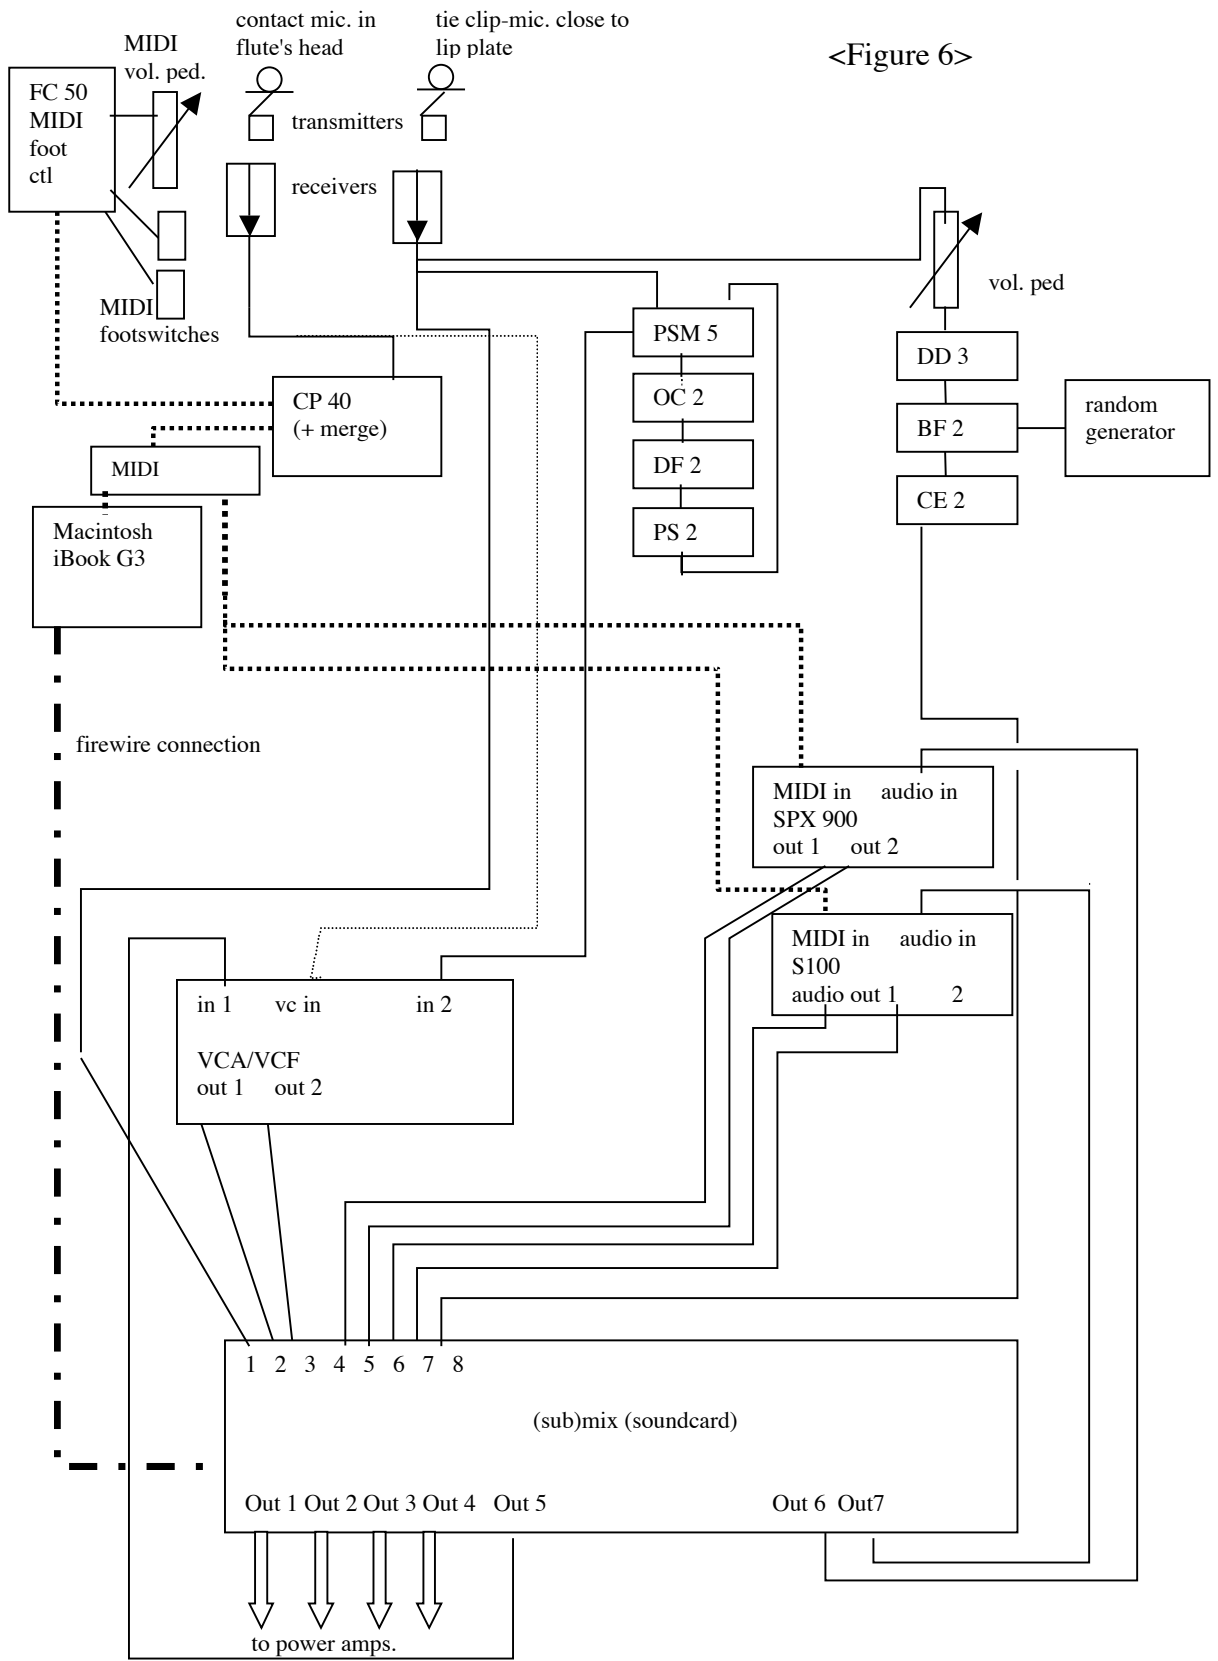 <Figure 6>
contact mic. in
flute's head
tie clip-mic. close to
lip plate
MIDI
vol. ped.
FC 50
MIDI
foot
ctl
transmitters
receivers
MIDI
footswitches
vol. ped
PSM 5
OC 2
DF 2
PS 2
DD 3
BF 2
CE 2
random
generator
CP 40
(+ merge)
MIDI
Macintosh
iBook G3
firewire connection
MIDI in audio in
SPX 900
out 1 out 2
MIDI in audio in
S100
audio out 1 2
in 1 vc in in 2
VCA/VCF
out 1 out 2
1 2 3 4 5 6 7 8
(sub)mix (soundcard)
Out 1 Out 2 Out 3 Out 4 Out 5 Out 6 Out7
to power amps.